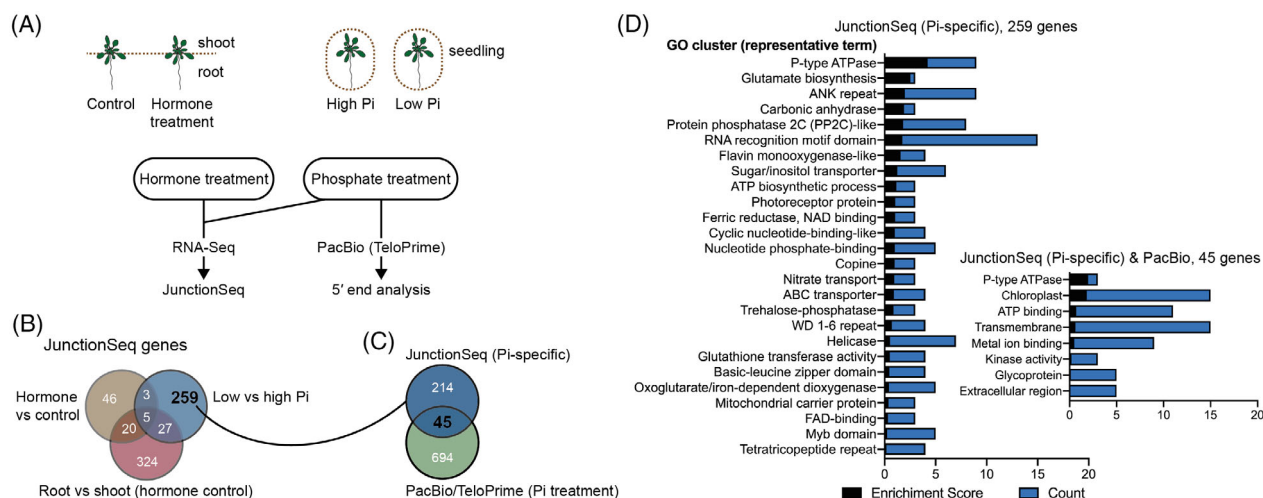 (A)
shoot
root
Control
Hormone
treatment
seedling
High Pi
Low Pi
Hormone treatment
Phosphate treatment
RNA-Seq
PacBio (TeloPrime)
JunctionSeq
5′ end analysis
(B)
JunctionSeq genes
Hormone
vs control
46
3
259
Low vs high Pi
5
20
27
324
Root vs shoot (hormone control)
(C)
JunctionSeq (Pi-specific)
214
45
694
PacBio/TeloPrime (Pi treatment)
(D)
JunctionSeq (Pi-specific), 259 genes
GO cluster (representative term)
P-type ATPase
Glutamate biosynthesis
ANK repeat
Carbonic anhydrase
Protein phosphatase 2C (PP2C)-like
RNA recognition motif domain
Flavin monooxygenase-like
Sugar/inositol transporter
ATP biosynthetic process
Photoreceptor protein
Ferric reductase, NAD binding
Cyclic nucleotide-binding-like
Nucleotide phosphate-binding
Copine
Nitrate transport
ABC transporter
Trehalose-phosphatase
WD 1-6 repeat
Helicase
Glutathione transferase activity
Basic-leucine zipper domain
Oxoglutarate/iron-dependent dioxygenase
Mitochondrial carrier protein
FAD-binding
Myb domain
Tetratricopeptide repeat
0 5 10 15 20
JunctionSeq (Pi-specific) & PacBio, 45 genes
P-type ATPase
Chloroplast
ATP binding
Transmembrane
Metal ion binding
Kinase activity
Glycoprotein
Extracellular region
0 5 10 15 20
Enrichiment Score
Count